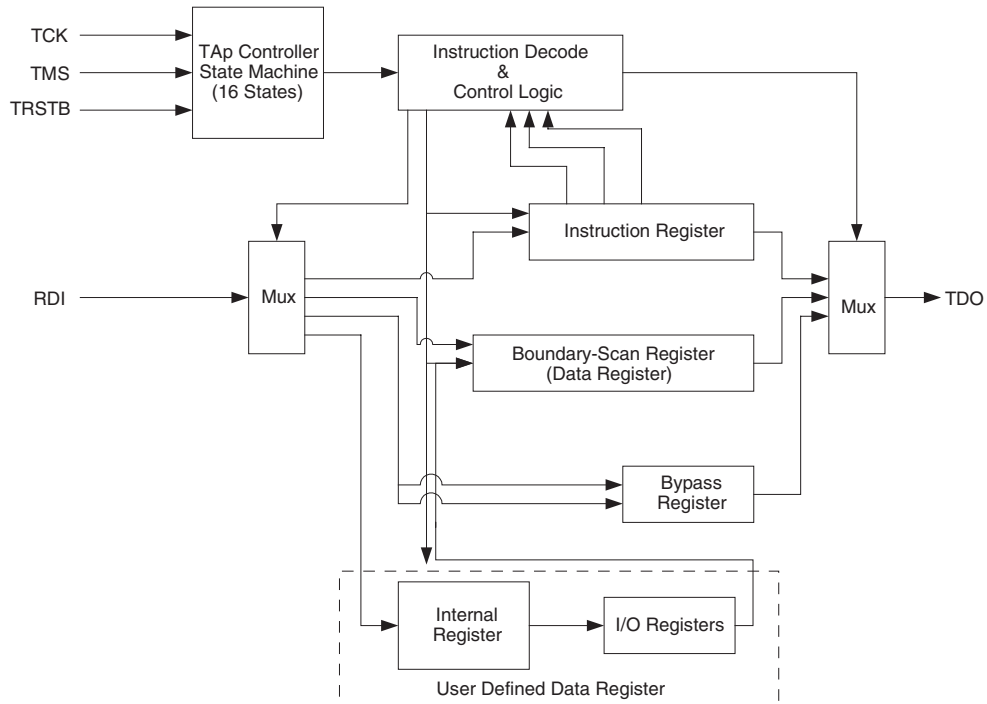 TCK
TMS
TRSTB
TAp Controller
State Machine
(16 States)
Instruction Decode
&
Control Logic
Instruction Register
RDI
Mux
Mux
TDO
Boundary-Scan Register
(Data Register)
Bypass
Register
Internal
Register
I/O Registers
User Defined Data Register